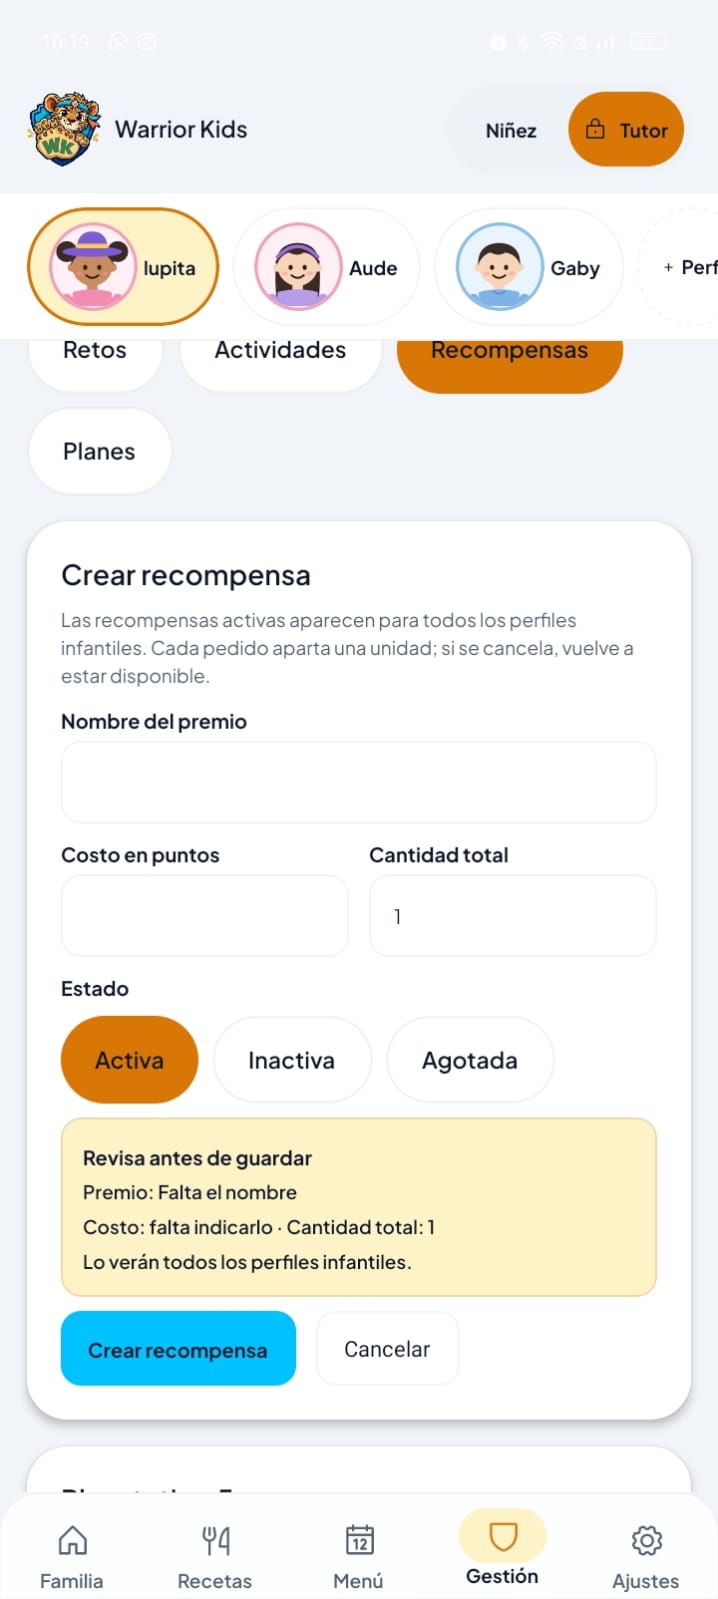 10:19
Warrior Kids
WK
Niñez
Tutor
lupita
Aude
Gaby
+ Perf
Retos
Actividades
Recompensas
Planes
Crear recompensa
Las recompensas activas aparecen para todos los perfiles
infantiles. Cada pedido aparta una unidad; si se cancela, vuelve a
estar disponible.
Nombre del premio
Costo en puntos
Cantidad total
1
Estado
Activa
Inactiva
Agotada
Revisa antes de guardar
Premio: Falta el nombre
Costo: falta indicarlo · Cantidad total: 1
Lo verán todos los perfiles infantiles.
Crear recompensa
Cancelar
12
Familia
Recetas
Menú
Gestión
Ajustes